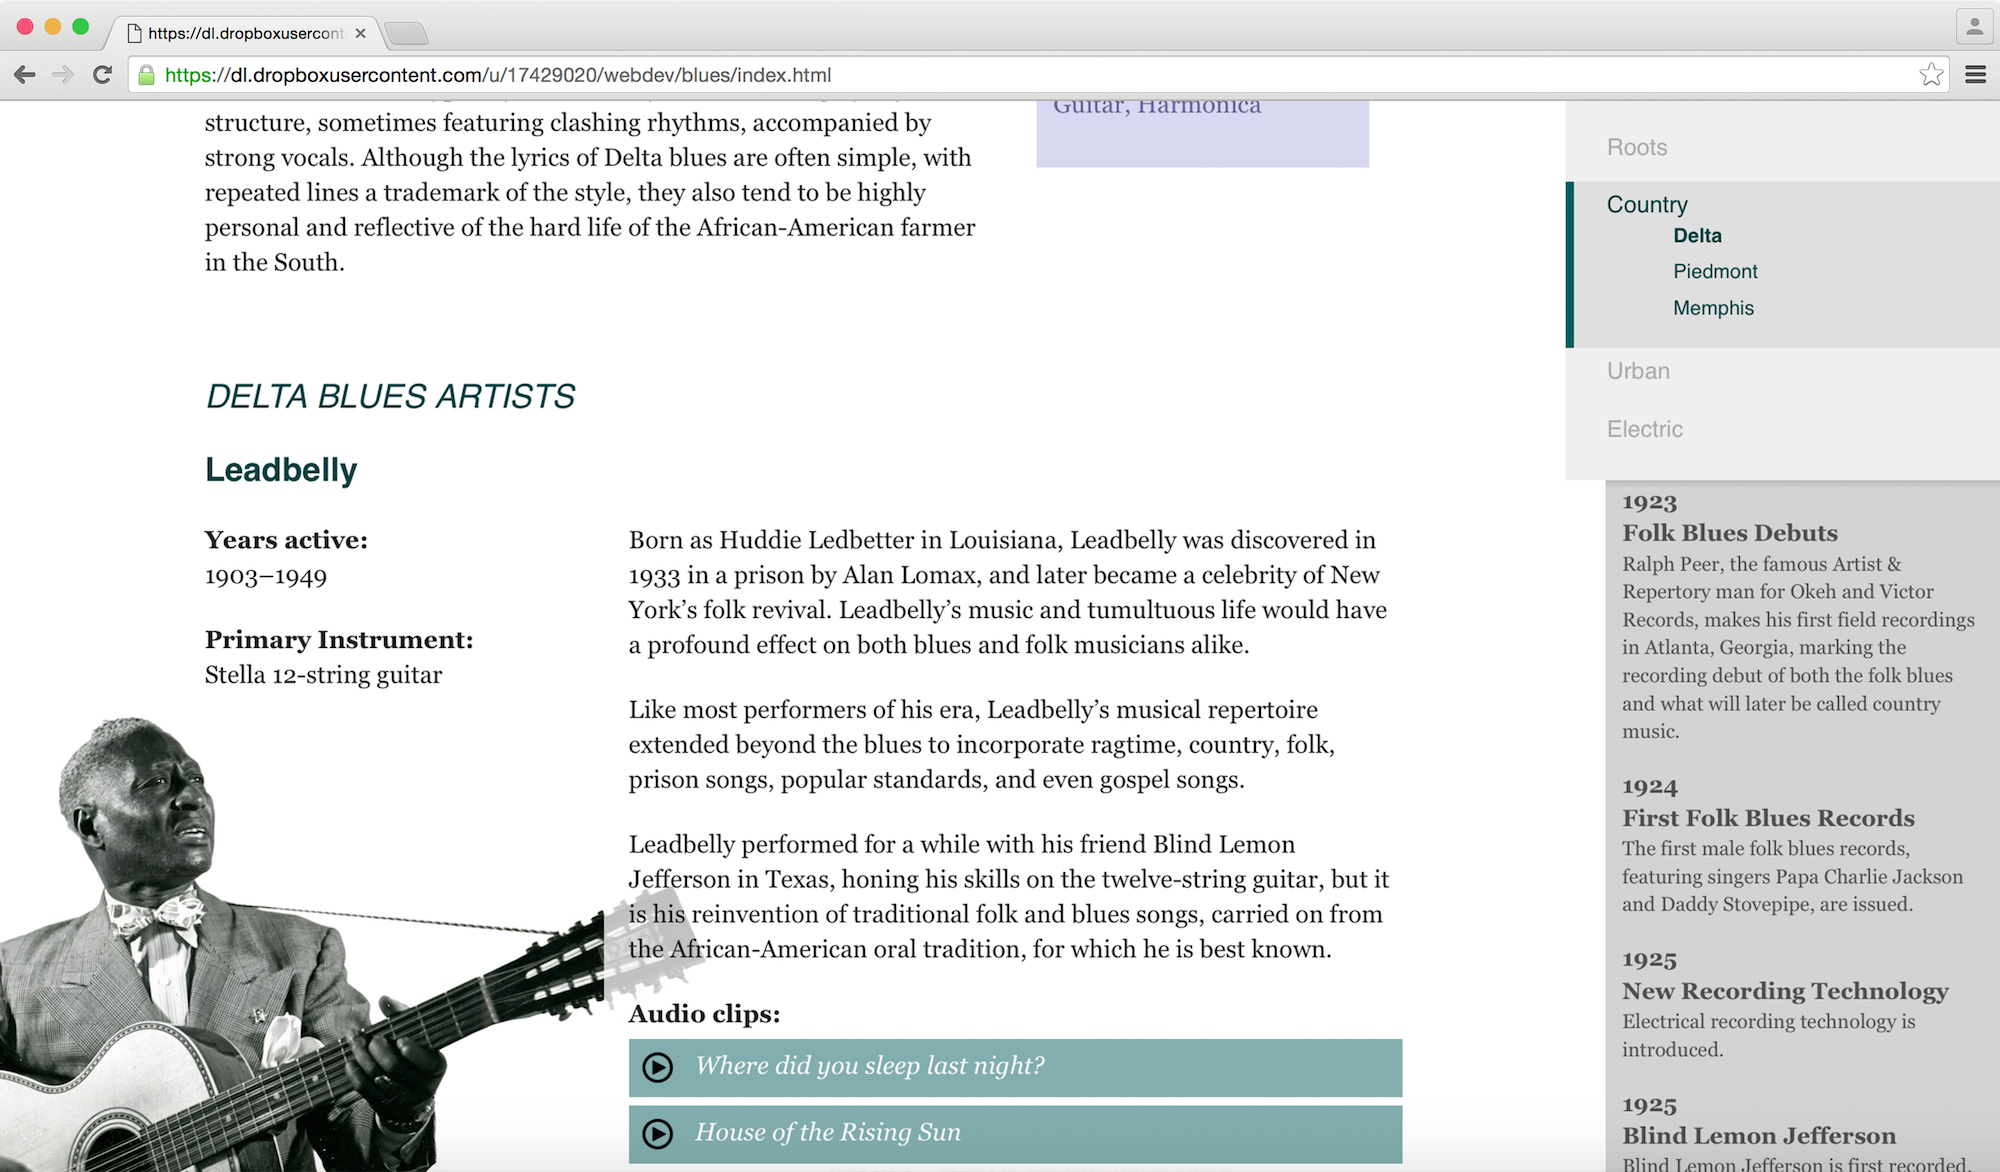 https://dl.dropboxusercont
https://dl.dropboxusercontent.com/u/17429020/webdev/blues/index.html
structure, sometimes featuring clashing rhythms, accompanied by
strong vocals. Although the lyrics of Delta blues are often simple, with
repeated lines a trademark of the style, they also tend to be highly
personal and reflective of the hard life of the African-American farmer
in the South.
Guitar, Harmonica
DELTA BLUES ARTISTS
Leadbelly
Years active:
1903–1949
Primary Instrument:
Stella 12-string guitar
Born as Huddie Ledbetter in Louisiana, Leadbelly was discovered in
1933 in a prison by Alan Lomax, and later became a celebrity of New
York’s folk revival. Leadbelly’s music and tumultuous life would have
a profound effect on both blues and folk musicians alike.
Like most performers of his era, Leadbelly’s musical repertoire
extended beyond the blues to incorporate ragtime, country, folk,
prison songs, popular standards, and even gospel songs.
Leadbelly performed for a while with his friend Blind Lemon
Jefferson in Texas, honing his skills on the twelve-string guitar, but it
is his reinvention of traditional folk and blues songs, carried on from
the African-American oral tradition, for which he is best known.
Audio clips:
Where did you sleep last night?
House of the Rising Sun
Roots
Country
Delta
Piedmont
Memphis
Urban
Electric
1923
Folk Blues Debuts
Ralph Peer, the famous Artist &
Repertory man for Okeh and Victor
Records, makes his first field recordings
in Atlanta, Georgia, marking the
recording debut of both the folk blues
and what will later be called country
music.
1924
First Folk Blues Records
The first male folk blues records,
featuring singers Papa Charlie Jackson
and Daddy Stovepipe, are issued.
1925
New Recording Technology
Electrical recording technology is
introduced.
1925
Blind Lemon Jefferson
Blind Lemon Jefferson is first recorded.